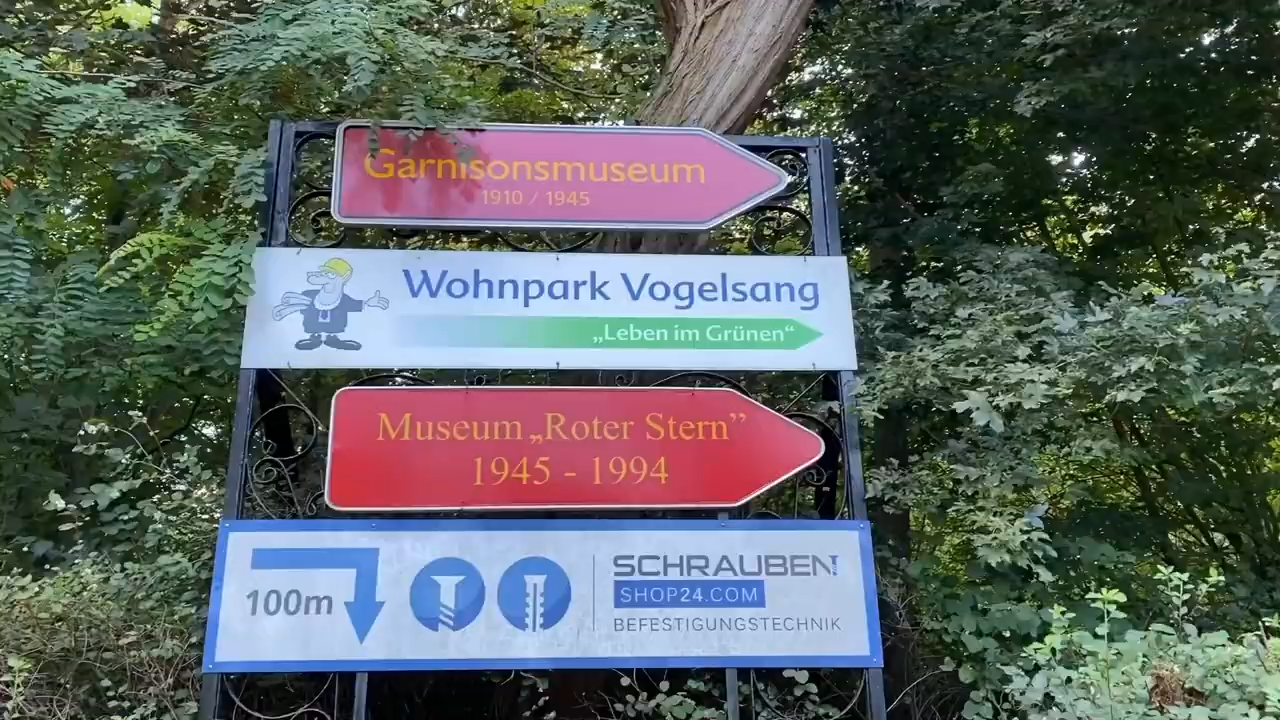 Garnisonsmuseum
1910 / 1945
Wohnpark Vogelsang
„Leben im Grünen“
Museum „Roter Stern”
1945 - 1994
100m
SCHRAUBEN
SHOP24.COM
BEFESTIGUNGSTECHNIK